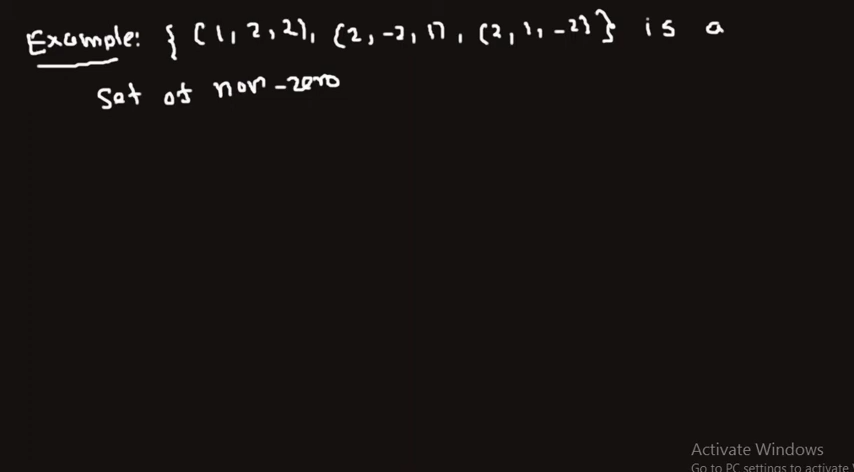 Example: { (1, 2, 2), (2, -2, 1), (2, 1, -2) } is a
Set of non-zero
Activate Windows
Go to PC settings to activate